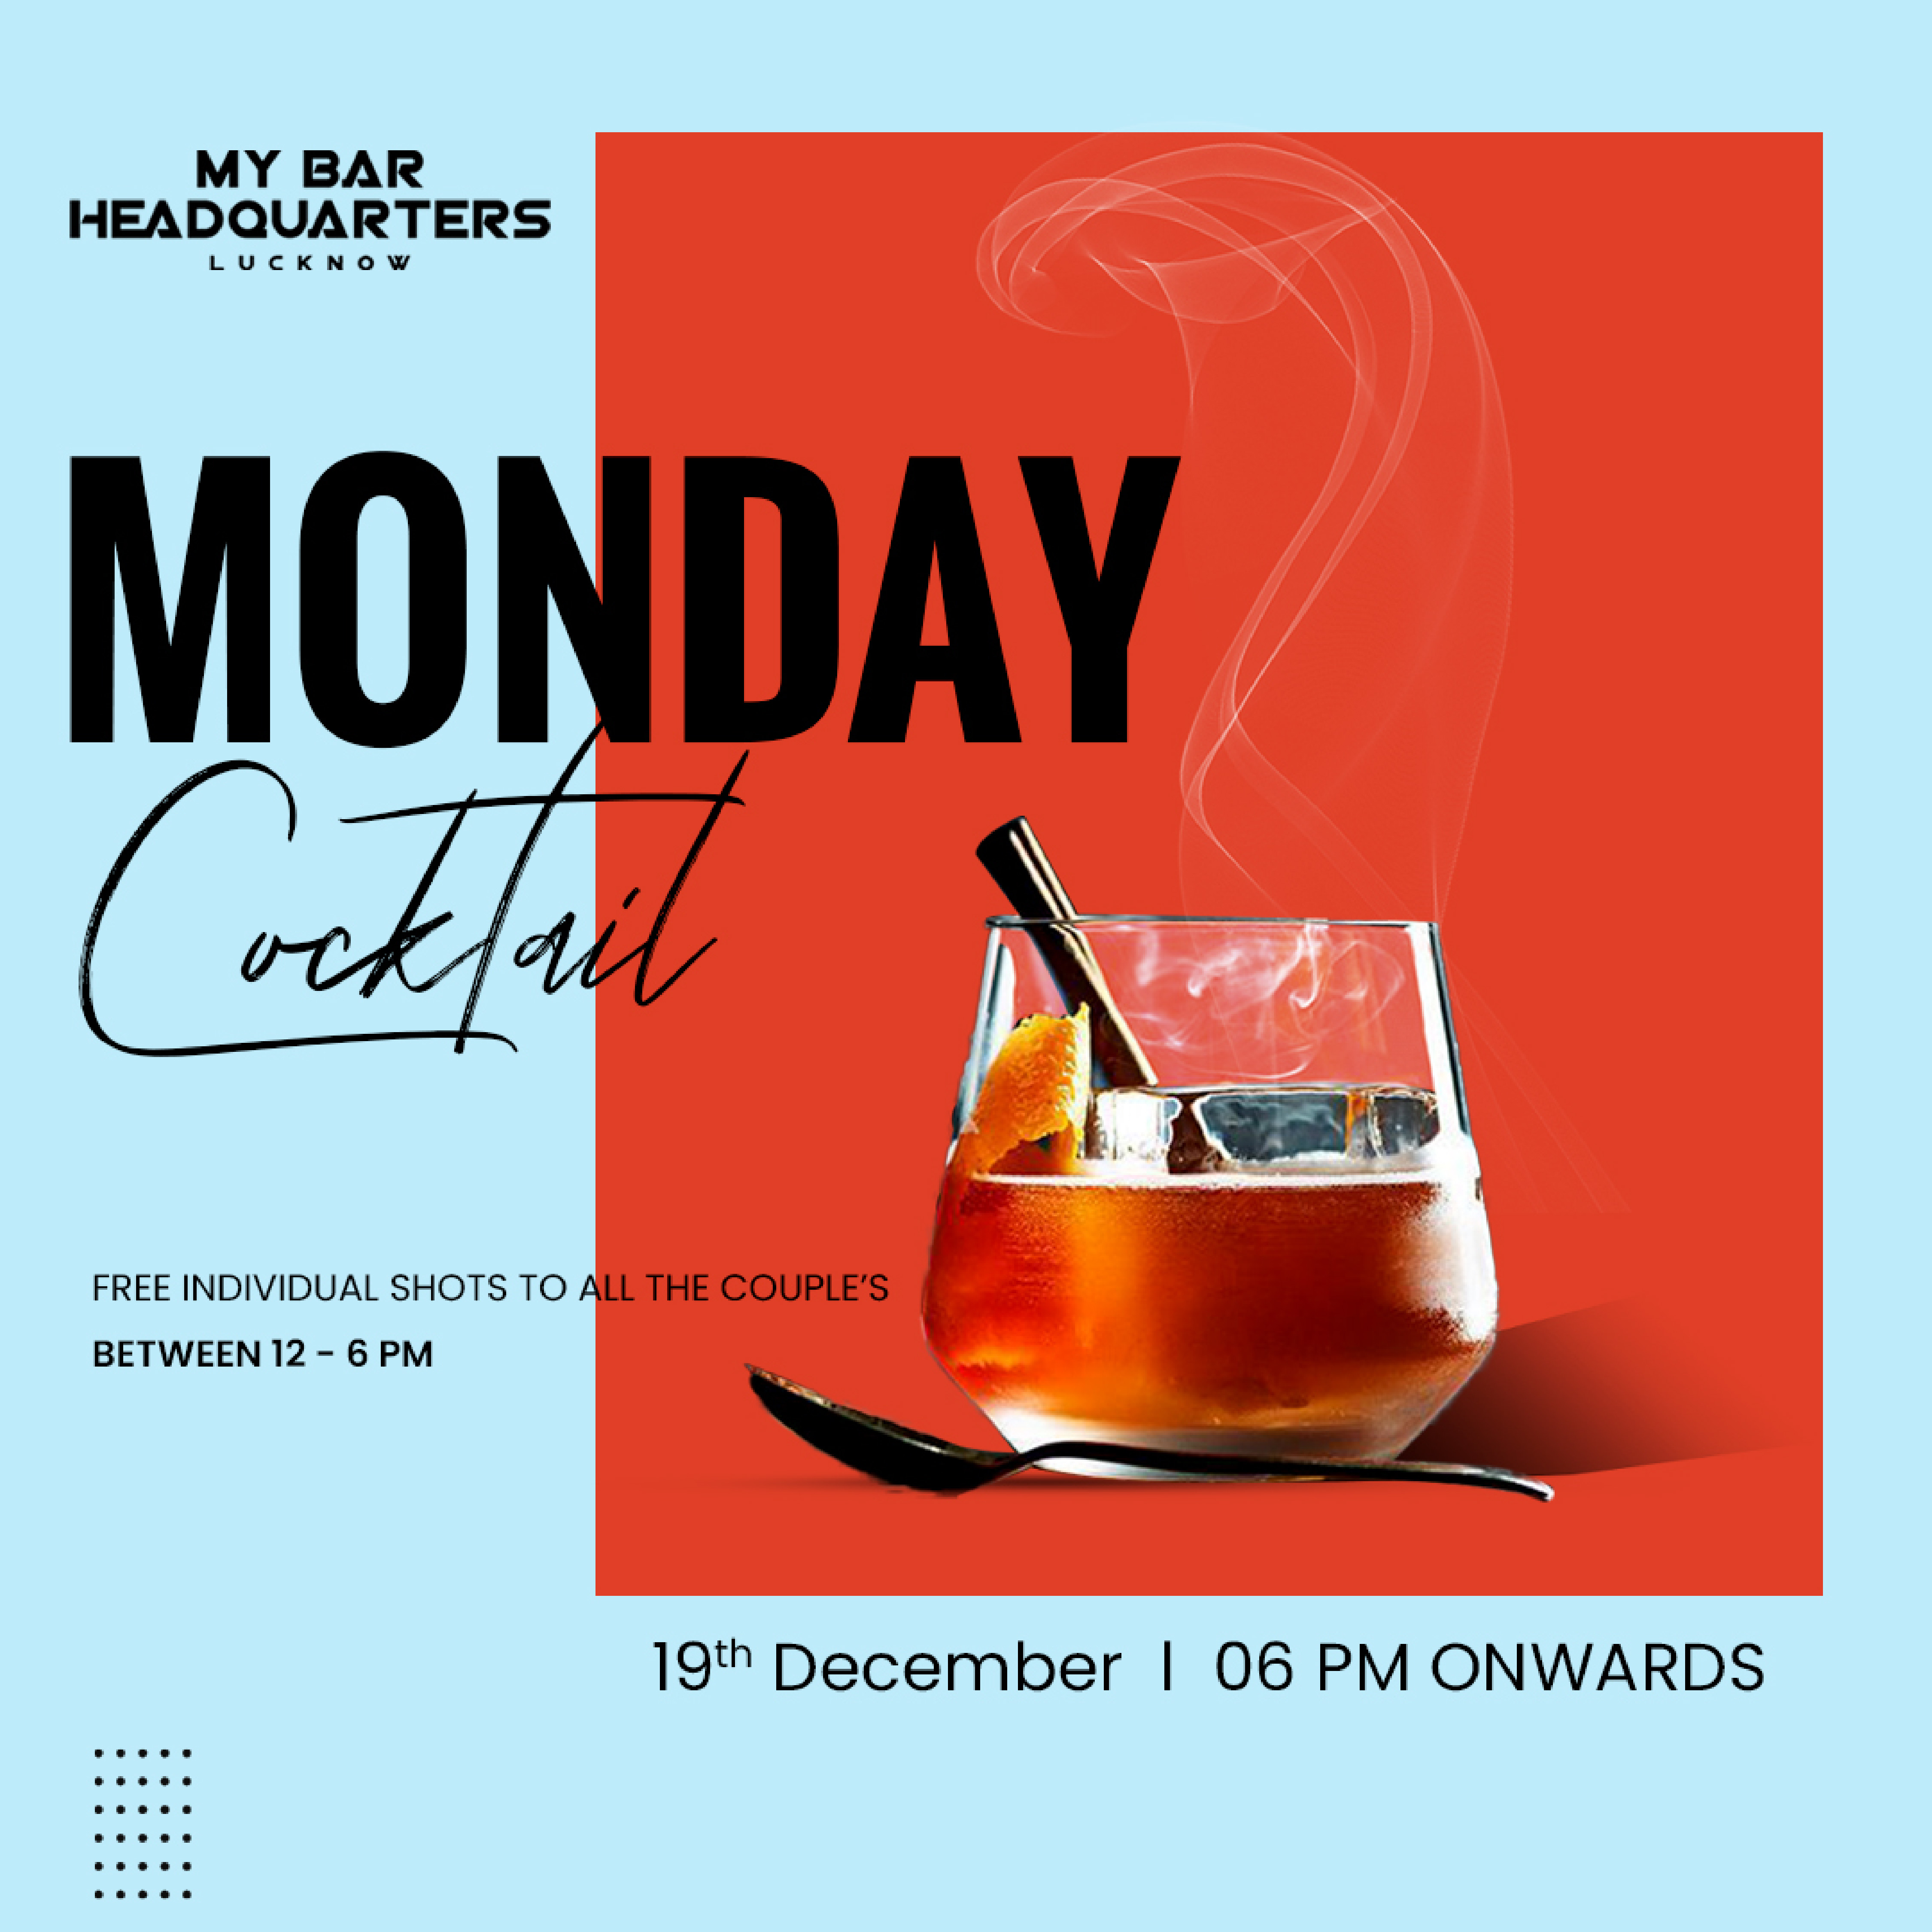 MY BAR
HEADQUARTERS
LUCKNOW
MONDAY
Cocktail
FREE INDIVIDUAL SHOTS TO ALL THE COUPLE’S
BETWEEN 12 - 6 PM
19th December | 06 PM ONWARDS